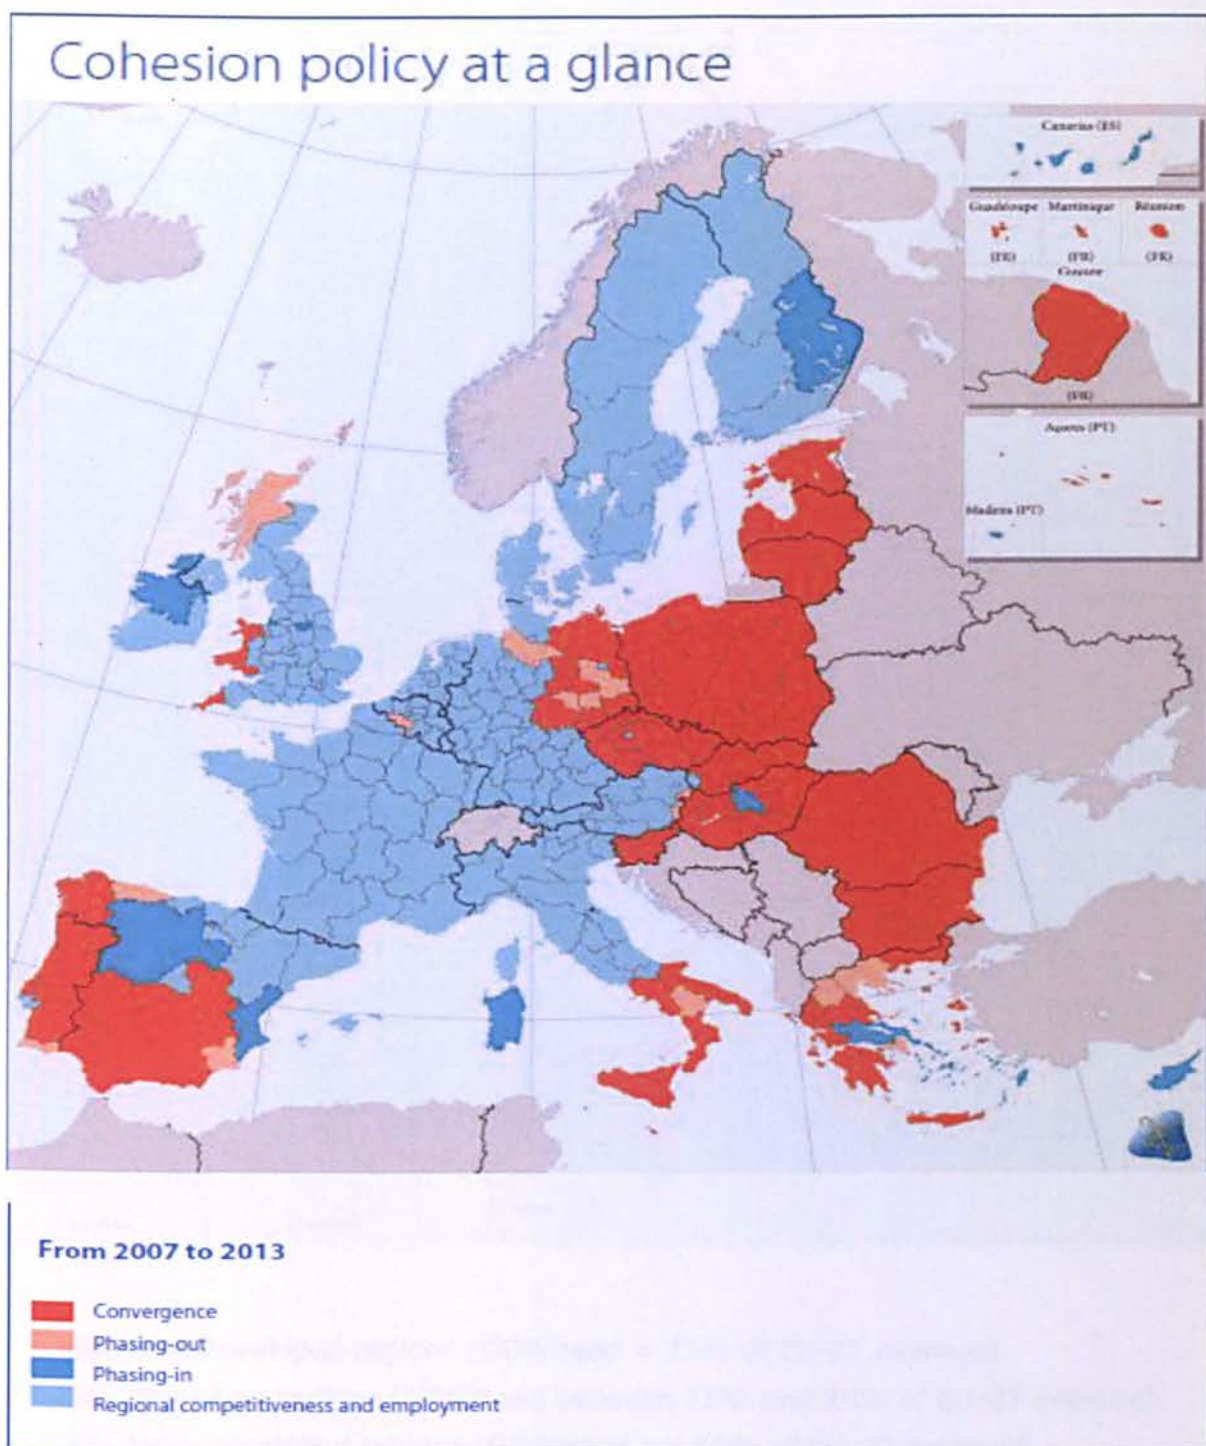 Cohesion policy at a glance
Canarias (ES)
Guadeloupe Martinique Réunion
(FR) (FR) (FR)
Guyane
(FR)
Açores (PT)
Madeira (PT)
From 2007 to 2013
Convergence
Phasing-out
Phasing-in
Regional competitiveness and employment